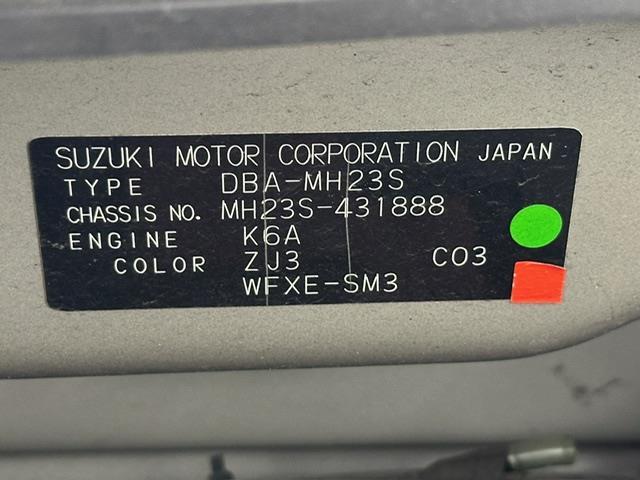 SUZUKI MOTOR CORPORATION JAPAN
TYPE DBA-MH23S
CHASSIS NO. MH23S-431888
ENGINE K6A
COLOR ZJ3 C03
WFXE-SM3